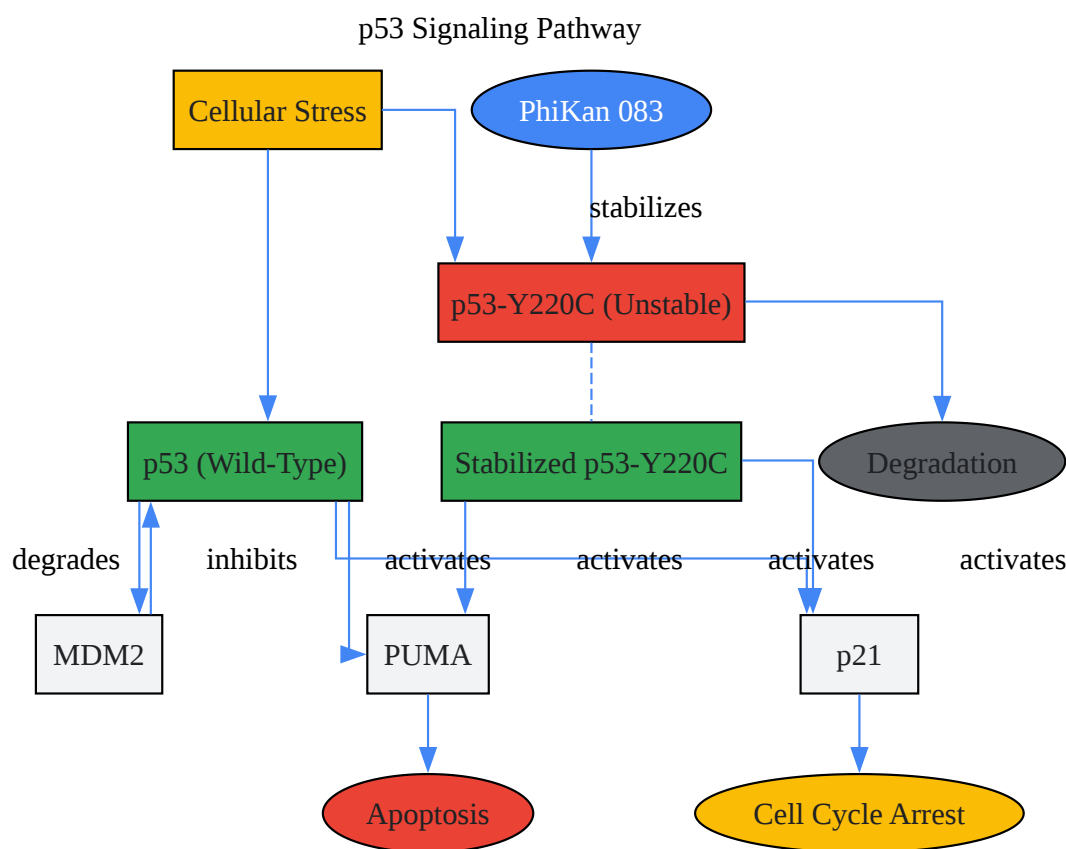 p53 Signaling Pathway
Cellular Stress
PhiKan 083
stabilizes
p53-Y220C (Unstable)
p53 (Wild-Type)
Stabilized p53-Y220C
Degradation
degrades
inhibits
activates
activates
activates
activates
MDM2
PUMA
p21
Apoptosis
Cell Cycle Arrest